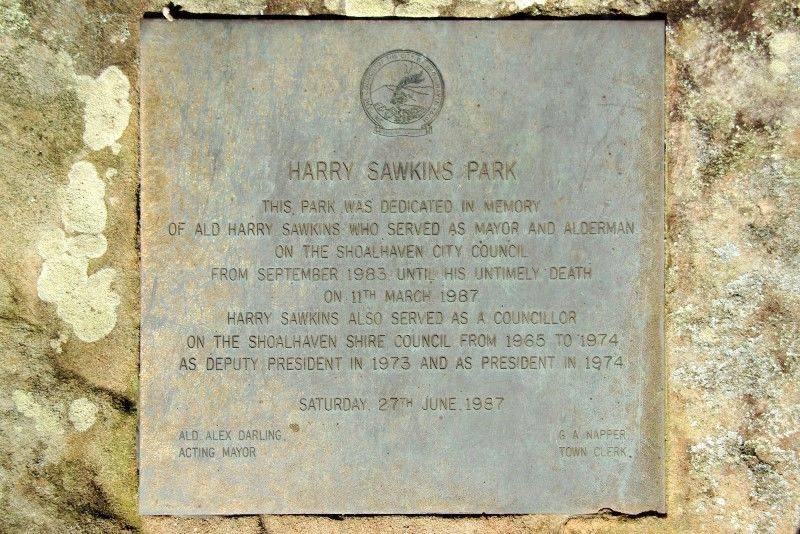 HARRY SAWKINS PARK
THIS PARK WAS DEDICATED IN MEMORY
OF ALD HARRY SAWKINS WHO SERVED AS MAYOR AND ALDERMAN
ON THE SHOALHAVEN CITY COUNCIL
FROM SEPTEMBER 1983 UNTIL HIS UNTIMELY DEATH
ON 11TH MARCH 1987
HARRY SAWKINS ALSO SERVED AS A COUNCILLOR
ON THE SHOALHAVEN SHIRE COUNCIL FROM 1965 TO 1974
AS DEPUTY PRESIDENT IN 1973 AND AS PRESIDENT IN 1974
SATURDAY, 27TH JUNE, 1987
ALD. ALEX DARLING,
ACTING MAYOR
G A NAPPER,
TOWN CLERK